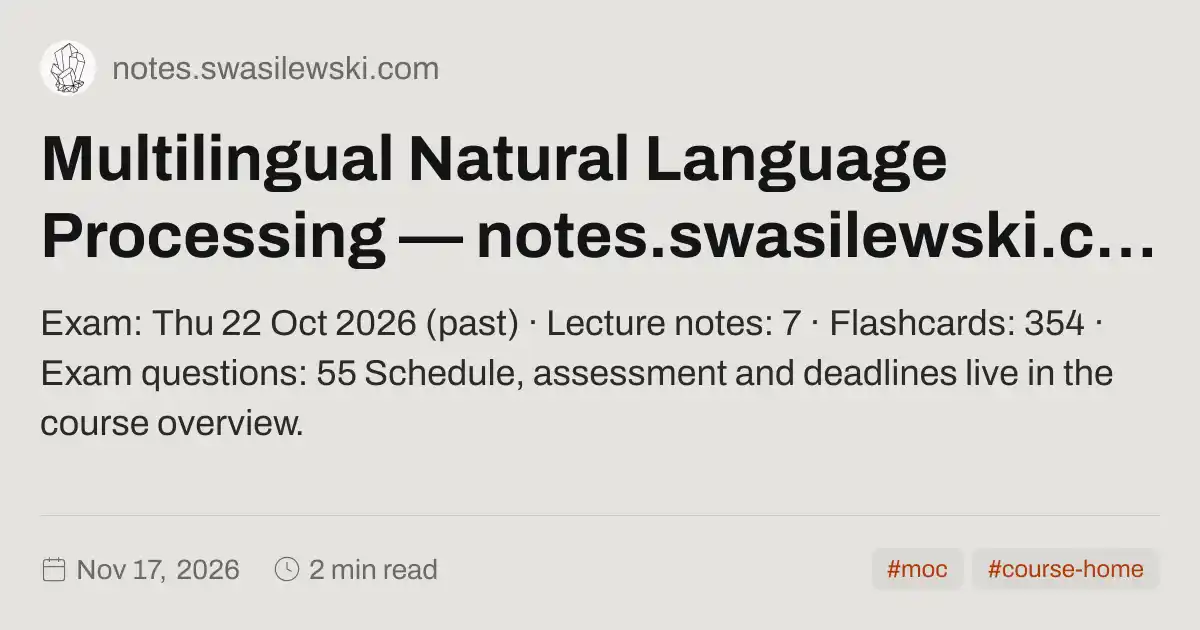 notes.swasilewski.com
Multilingual Natural Language
Processing — notes.swasilewski.c…
Exam: Thu 22 Oct 2026 (past) · Lecture notes: 7 · Flashcards: 354 ·
Exam questions: 55 Schedule, assessment and deadlines live in the
course overview.
Nov 17, 2026 2 min read #moc #course-home